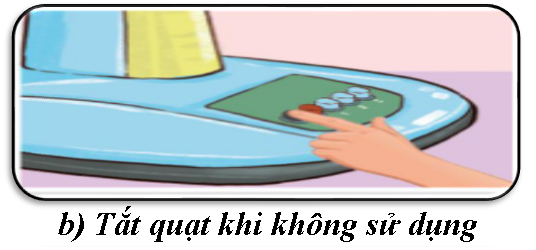 b) Tắt quạt khi không sử dụng